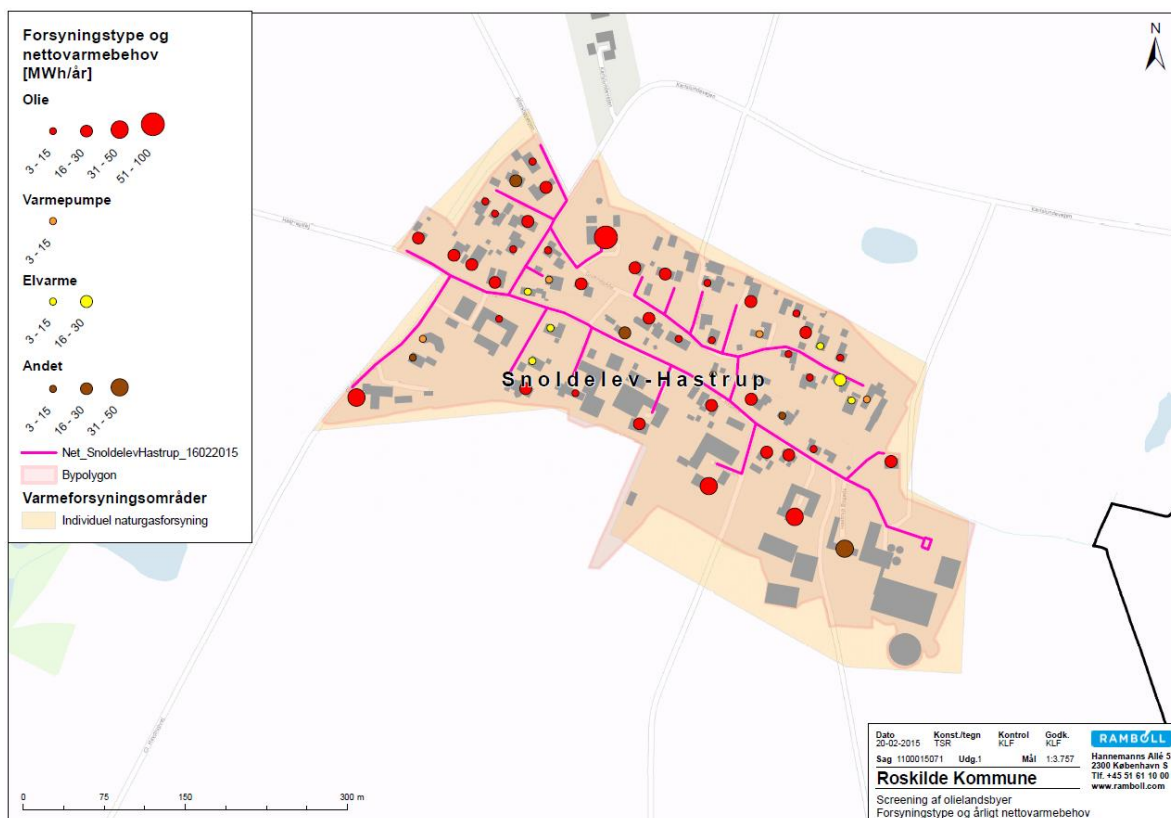 Forsyningstype og
nettovarmebehov
[MWh/år]
Olie
3 - 15
16 - 30
31 - 50
51 - 100
Varmepumpe
3 - 15
Elvarme
3 - 15
16 - 30
Andet
3 - 15
16 - 30
31 - 50
Net_SnoldelevHastrup_16022015
Bypolygon
Varmeforsyningsområder
Individuel naturgasforsyning
N
Karlslundevejen
Karlslundevejen
Snoldelev-Hastrup
0 75 150 300 m
Dato Konst./tegn Kontrol Godk.
20-02-2015 TSR KLF KLF
Sag 1100015071 Udg.1 Mål 1:3.757
RAMBOLL
Hannemanns Allé 5
2300 København S
Tlf. +45 51 61 10 00
www.ramboll.com
Roskilde Kommune
Screening af olielandsbyer
Forsyningstype og årligt nettovarmebehov